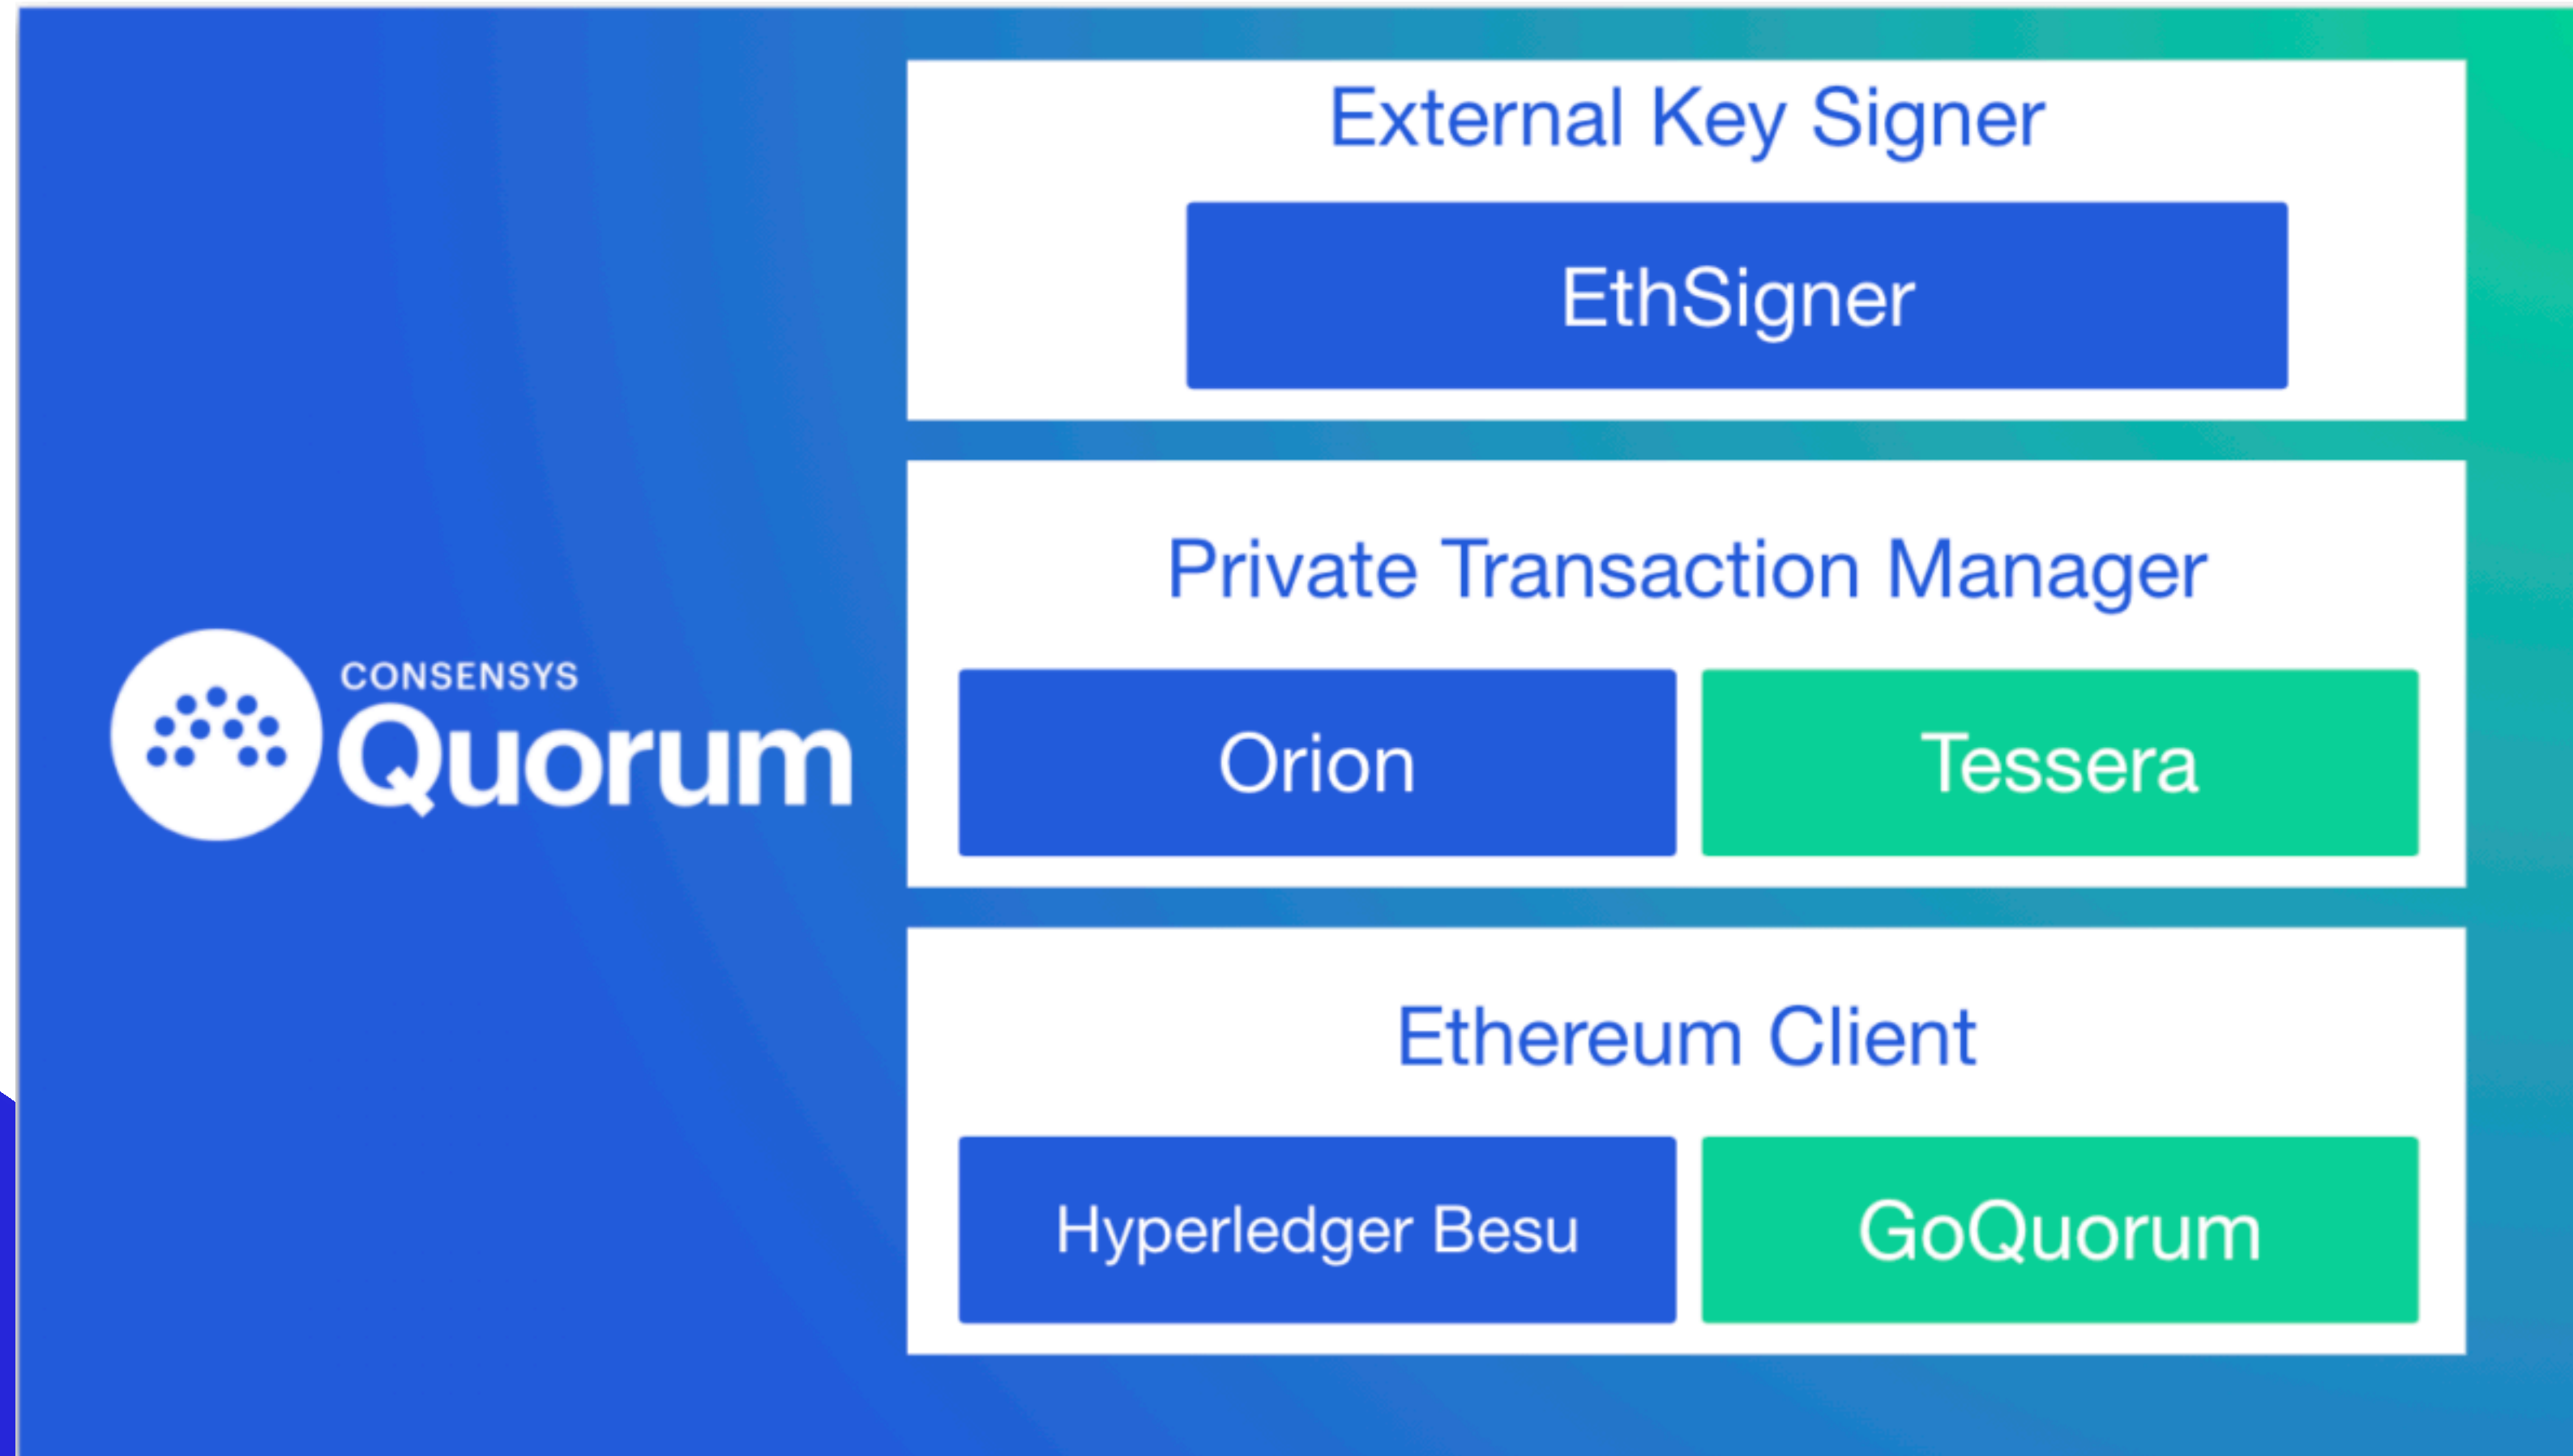 CONSENSYS
Quorum
External Key Signer
EthSigner
Private Transaction Manager
Orion
Tessera
Ethereum Client
Hyperledger Besu
GoQuorum